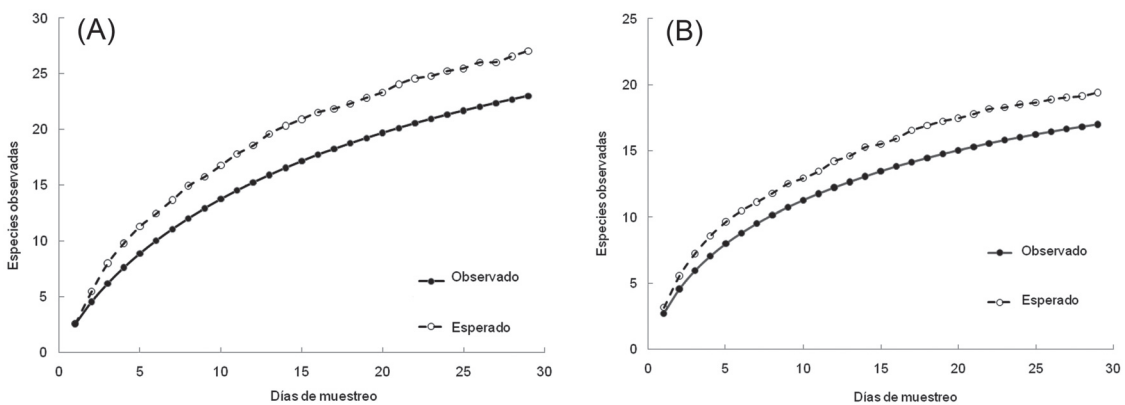 (A)
30
25
20
15
10
5
0
Especies observadas
Observado
Esperado
0 5 10 15 20 25 30
Días de muestreo
(B)
25
20
15
10
5
0
Especies observadas
Observado
Esperado
0 5 10 15 20 25 30
Días de muestreo